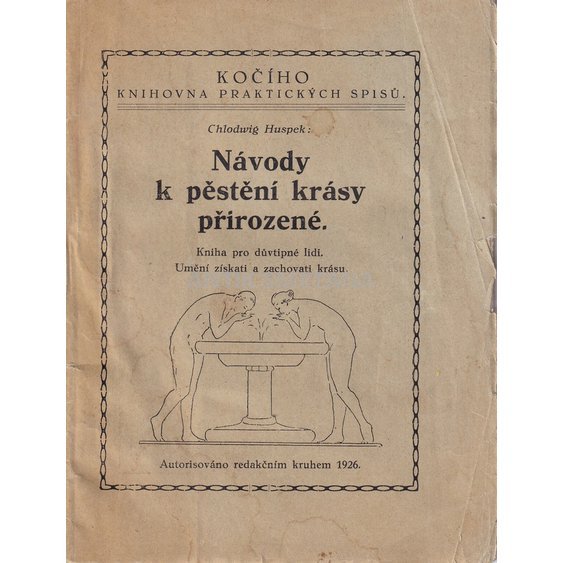 KOČÍHO
KNIHOVNA PRAKTICKÝCH SPISŮ.
Chlodwig Huspek:
Návody
k pěstění krásy
přirozené.
Kniha pro důvtipné lidi.
Umění získati a zachovati krásu.
Autorisováno redakčním kruhem 1926.